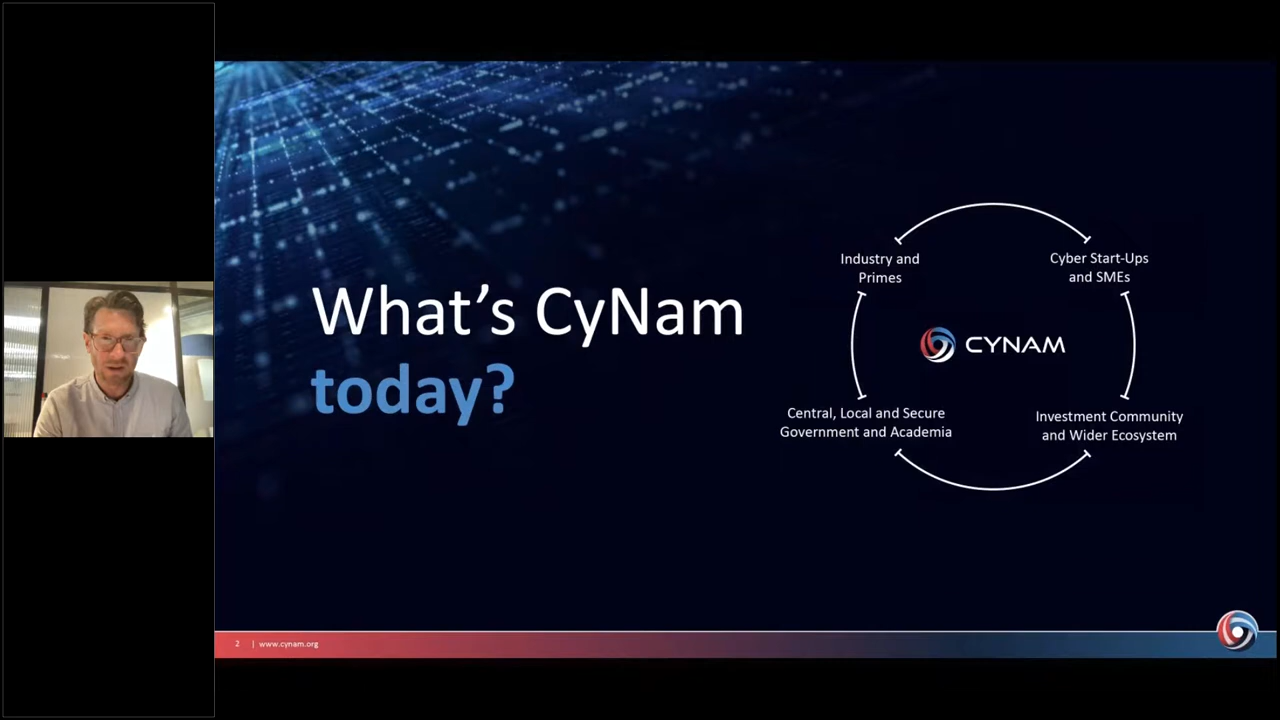 What's CyNam
today?
Industry and
Primes
Cyber Start-Ups
and SMEs
CYNAM
Central, Local and Secure
Government and Academia
Investment Community
and Wider Ecosystem
2 | www.cynam.org